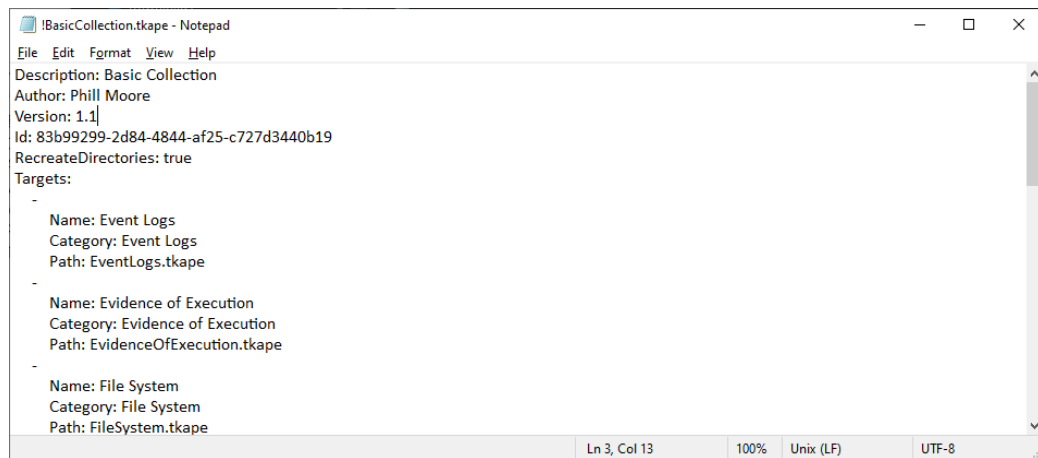 !BasicCollection.tkape - Notepad
File Edit Format View Help
Description: Basic Collection
Author: Phill Moore
Version: 1.1
Id: 83b99299-2d84-4844-af25-c727d3440b19
RecreateDirectories: true
Targets:
-
Name: Event Logs
Category: Event Logs
Path: EventLogs.tkape
-
Name: Evidence of Execution
Category: Evidence of Execution
Path: EvidenceOfExecution.tkape
-
Name: File System
Category: File System
Path: FileSystem.tkape
Ln 3, Col 13 100% Unix (LF) UTF-8